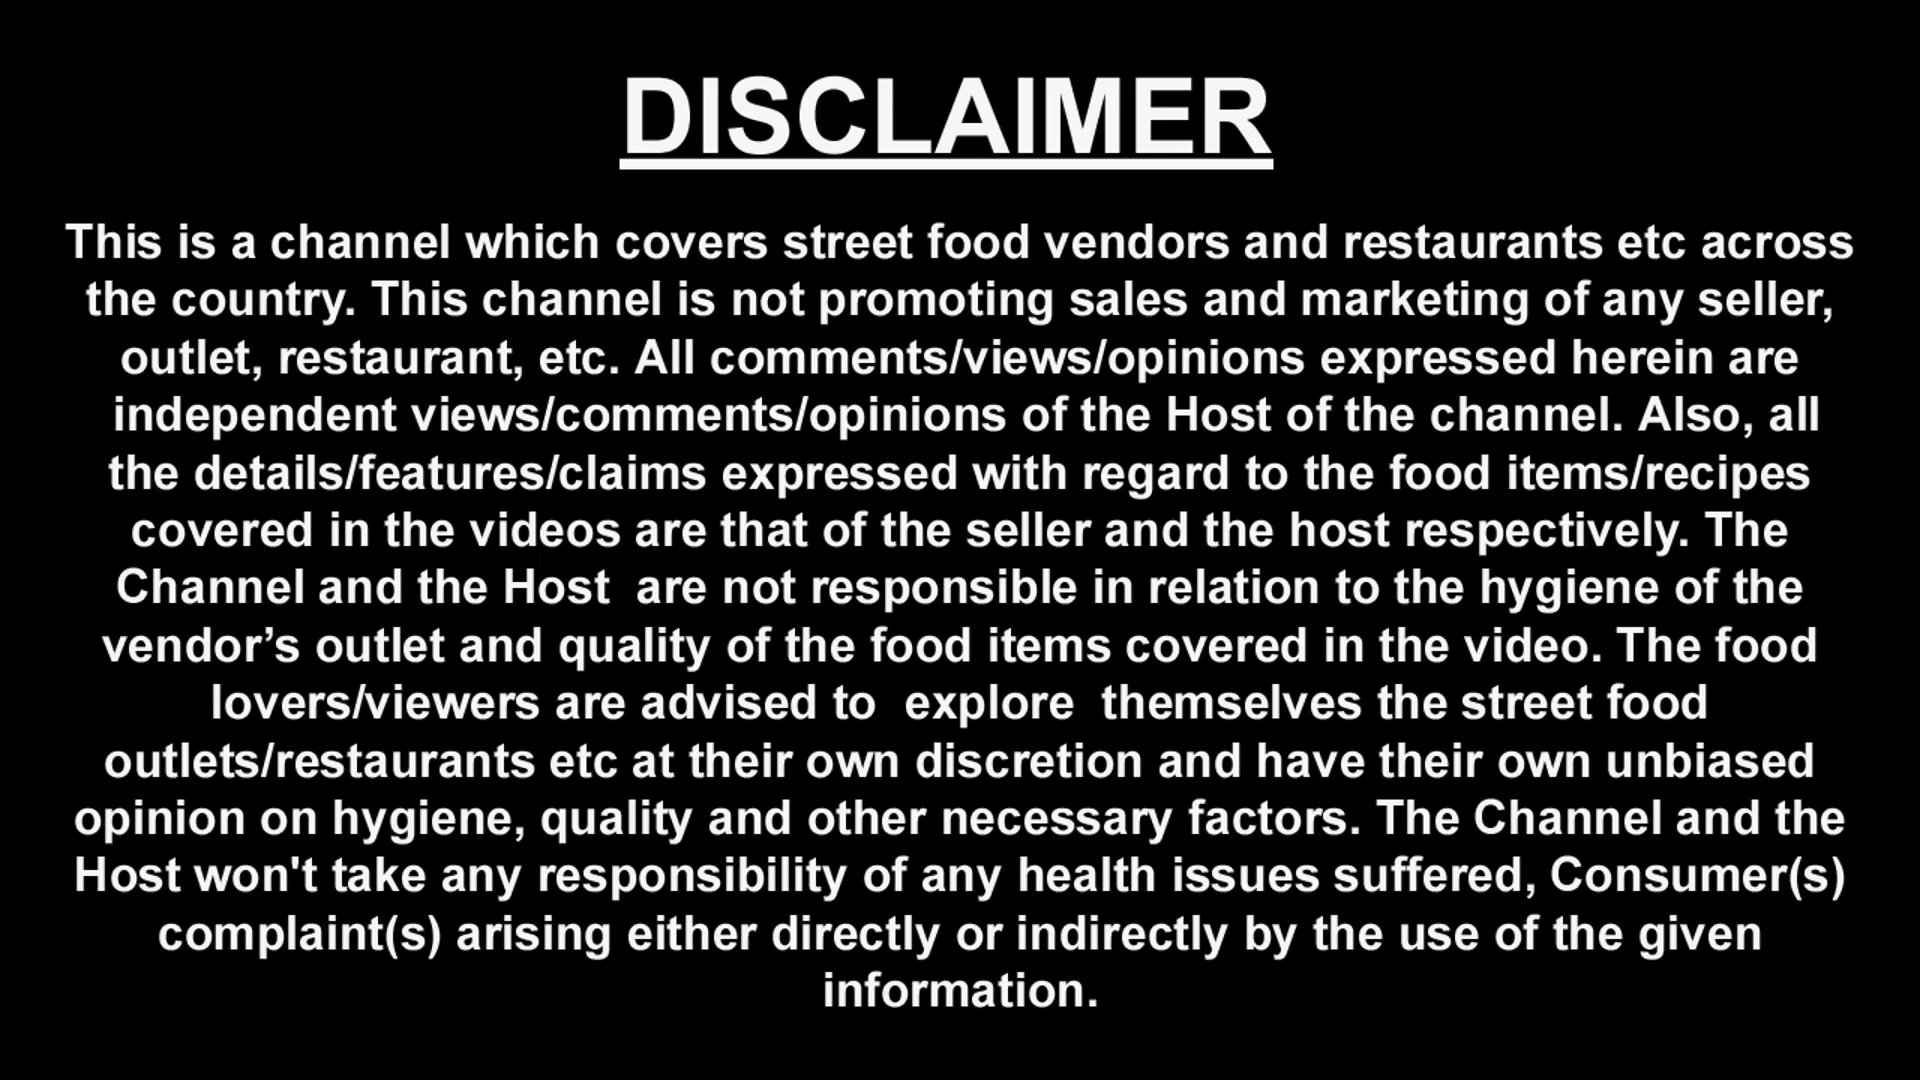 DISCLAIMER
This is a channel which covers street food vendors and restaurants etc across
the country. This channel is not promoting sales and marketing of any seller,
outlet, restaurant, etc. All comments/views/opinions expressed herein are
independent views/comments/opinions of the Host of the channel. Also, all
the details/features/claims expressed with regard to the food items/recipes
covered in the videos are that of the seller and the host respectively. The
Channel and the Host  are not responsible in relation to the hygiene of the
vendor’s outlet and quality of the food items covered in the video. The food
lovers/viewers are advised to  explore  themselves the street food
outlets/restaurants etc at their own discretion and have their own unbiased
opinion on hygiene, quality and other necessary factors. The Channel and the
Host won't take any responsibility of any health issues suffered, Consumer(s)
complaint(s) arising either directly or indirectly by the use of the given
information.